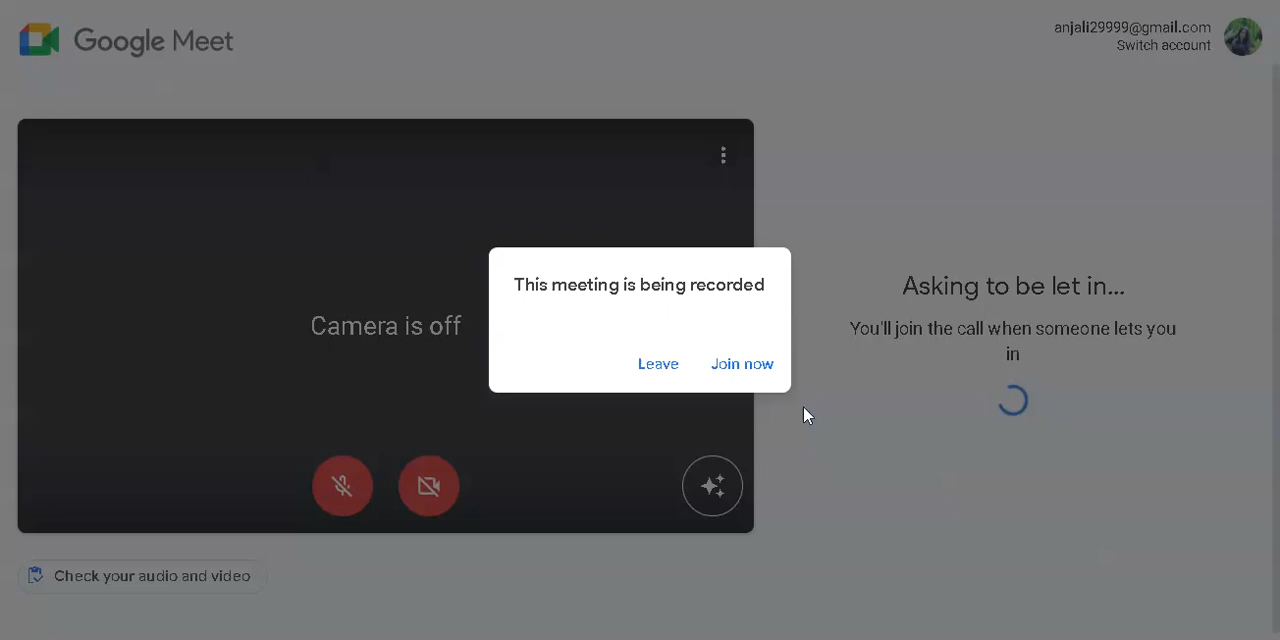 Google Meet
anjali29999@gmail.com
Switch account
This meeting is being recorded
Leave Join now
Camera is off
Asking to be let in...
You'll join the call when someone lets you
in
Check your audio and video